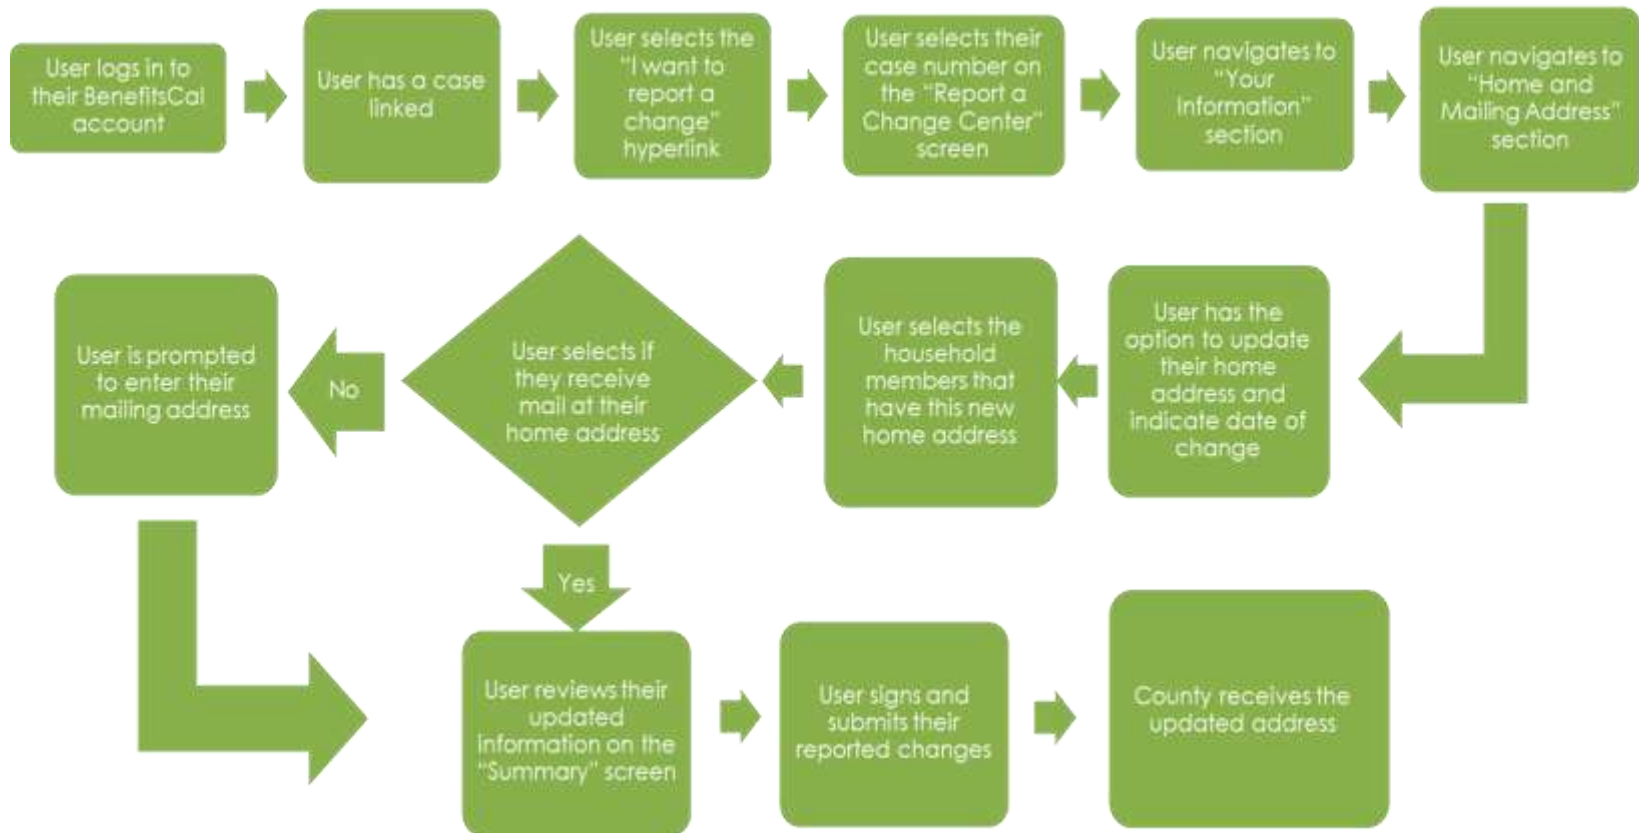 User logs in to
their BenefitsCal
account
User has a case
linked
User selects the
“I want to
report a
change”
hyperlink
User selects their
case number on
the “Report a
Change Center”
screen
User navigates to
“Your
Information”
section
User navigates to
“Home and
Mailing Address”
section
User has the
option to update
their home
address and
indicate date of
change
User selects the
household
members that
have this new
home address
User selects if
they receive
mail at their
home address
No
User is prompted
to enter their
mailing address
Yes
User reviews their
updated
information on the
“Summary” screen
User signs and
submits their
reported changes
County receives the
updated address